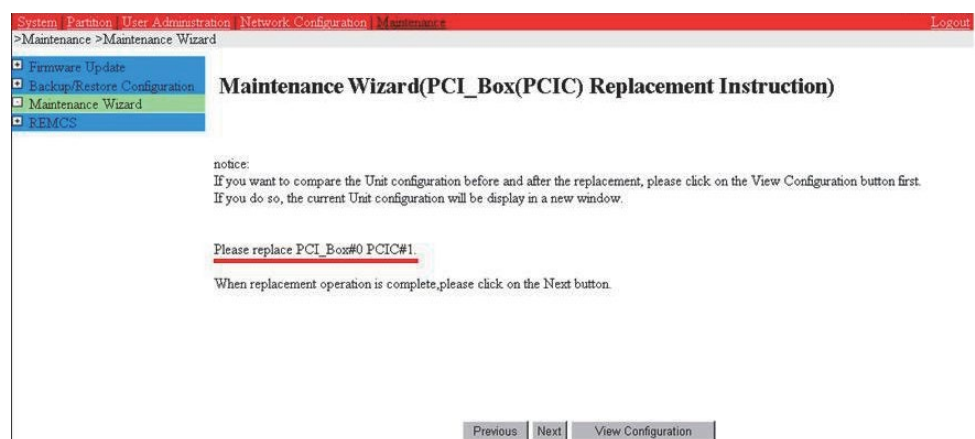 System | Partition | User Administration | Network Configuration | Maintenance Logout
>Maintenance >Maintenance Wizard
Firmware Update
Backup/Restore Configuration
Maintenance Wizard
REMCS
Maintenance Wizard(PCI_Box(PCIC) Replacement Instruction)
notice:
If you want to compare the Unit configuration before and after the replacement, please click on the View Configuration button first.
If you do so, the current Unit configuration will be display in a new window.
Please replace PCI_Box#0 PCIC#1.
When replacement operation is complete,please click on the Next button.
Previous Next View Configuration